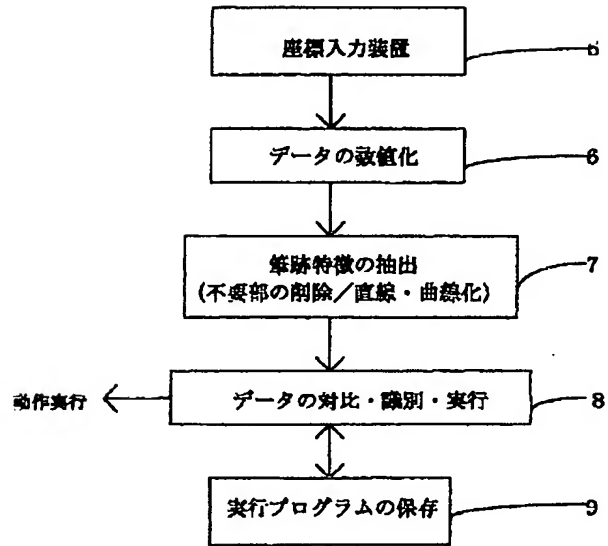 座標入力装置
5
データの数値化
6
筆跡特徴の抽出
(不要部の削除／直線・曲線化)
7
動作実行
データの対比・識別・実行
8
実行プログラムの保存
9